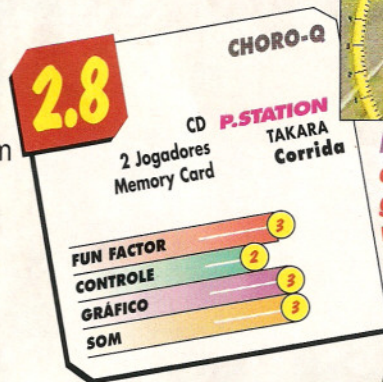 CHORO-Q
2.8
CD P.STATION
2 Jogadores TAKARA
Memory Card Corrida
FUN FACTOR 3
CONTROLE 2
GRÁFICO 3
SOM 3